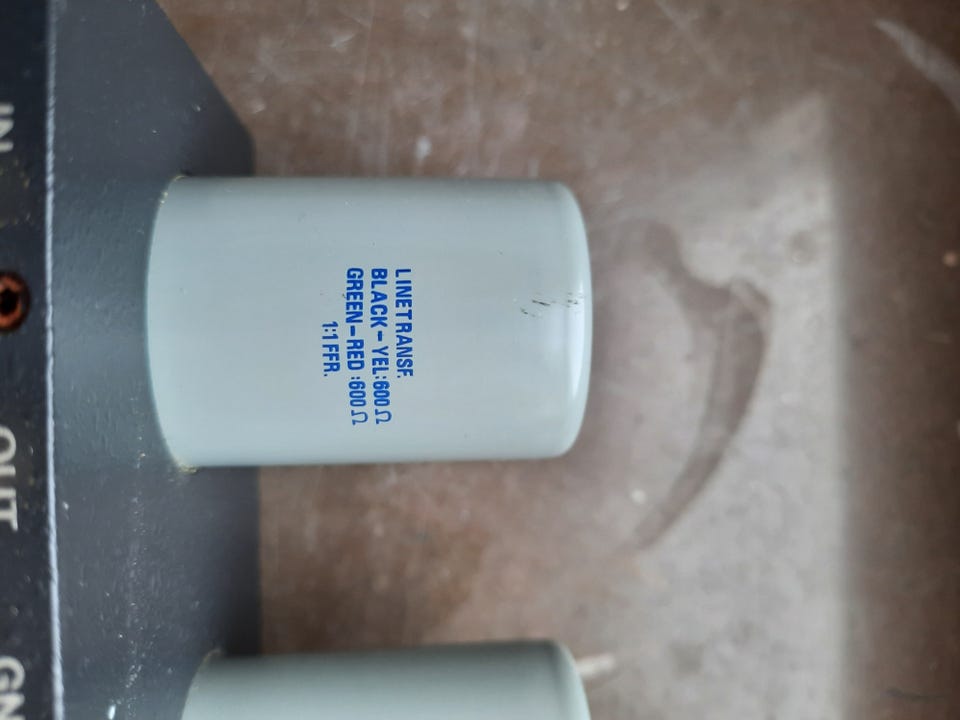 LINETRANSF.
BLACK-YEL:600Ω
GREEN-RED :600Ω
1:1 FFR.
IN
OUT